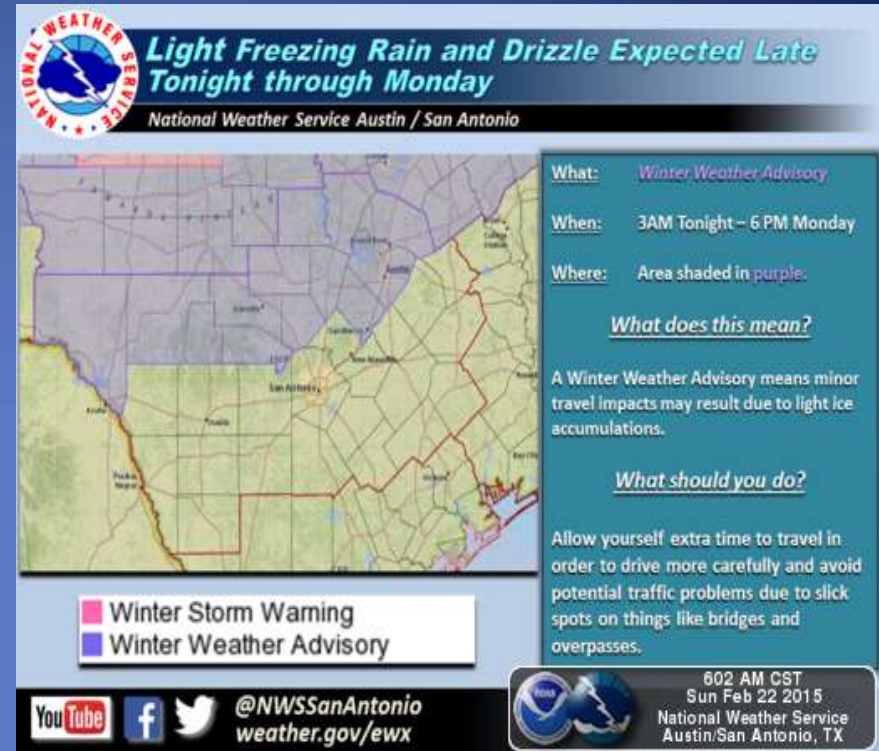 NATIONAL WEATHER SERVICE
Light Freezing Rain and Drizzle Expected Late
Tonight through Monday
National Weather Service Austin / San Antonio
What: Winter Weather Advisory
When: 3AM Tonight – 6 PM Monday
Where: Area shaded in purple.
What does this mean?
A Winter Weather Advisory means minor
travel impacts may result due to light ice
accumulations.
What should you do?
Allow yourself extra time to travel in
order to drive more carefully and avoid
potential traffic problems due to slick
spots on things like bridges and
overpasses.
Austin
San Antonio
Winter Storm Warning
Winter Weather Advisory
YouTube
@NWSSanAntonio
weather.gov/ewx
NOAA
602 AM CST
Sun Feb 22 2015
National Weather Service
Austin/San Antonio, TX